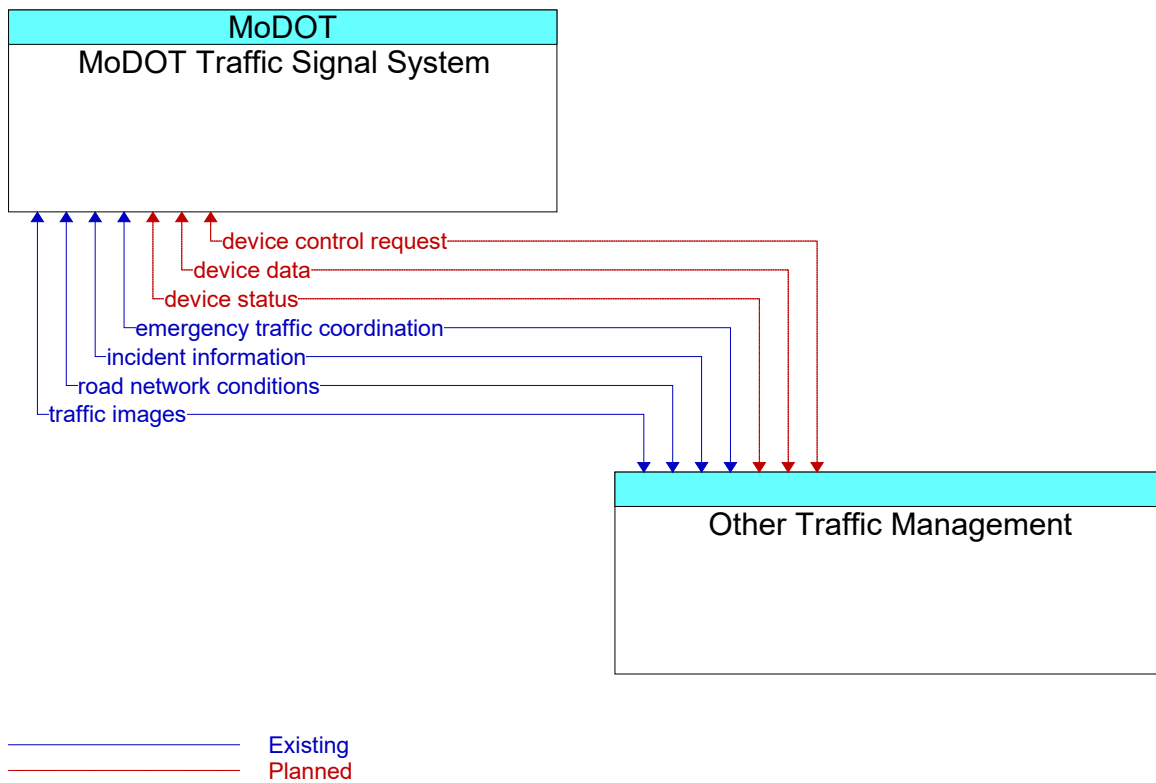 MoDOT
MoDOT Traffic Signal System
device control request
device data
device status
emergency traffic coordination
incident information
road network conditions
traffic images
Other Traffic Management
Existing
Planned